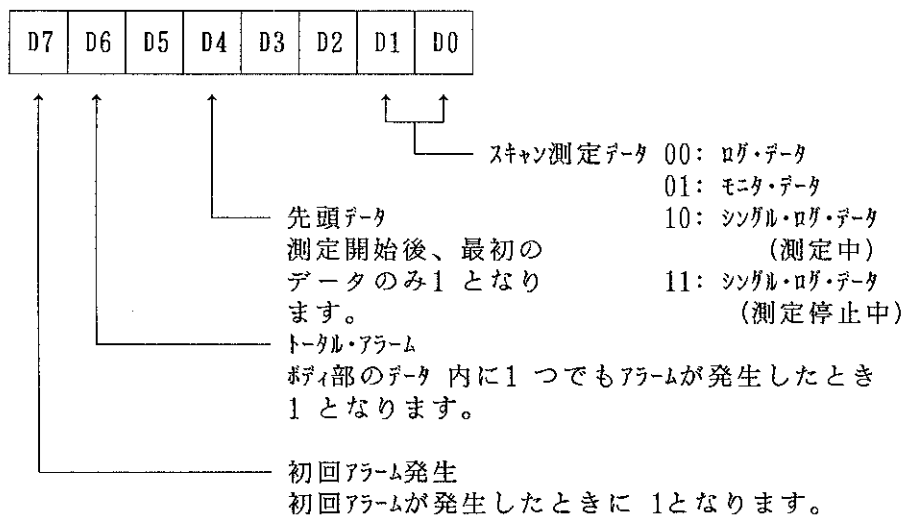 D7 D6 D5 D4 D3 D2 D1 D0
スキャン測定データ 00: ログ・データ
01: モニタ・データ
10: シングル・ログ・データ
(測定中)
11: シングル・ログ・データ
(測定停止中)
先頭データ
測定開始後、最初の
データのみ1 となり
ます。
トータル・アラーム
ボディ部のデータ 内に1 つでもアラームが発生したとき
1 となります。
初回アラーム発生
初回アラームが発生したときに 1となります。